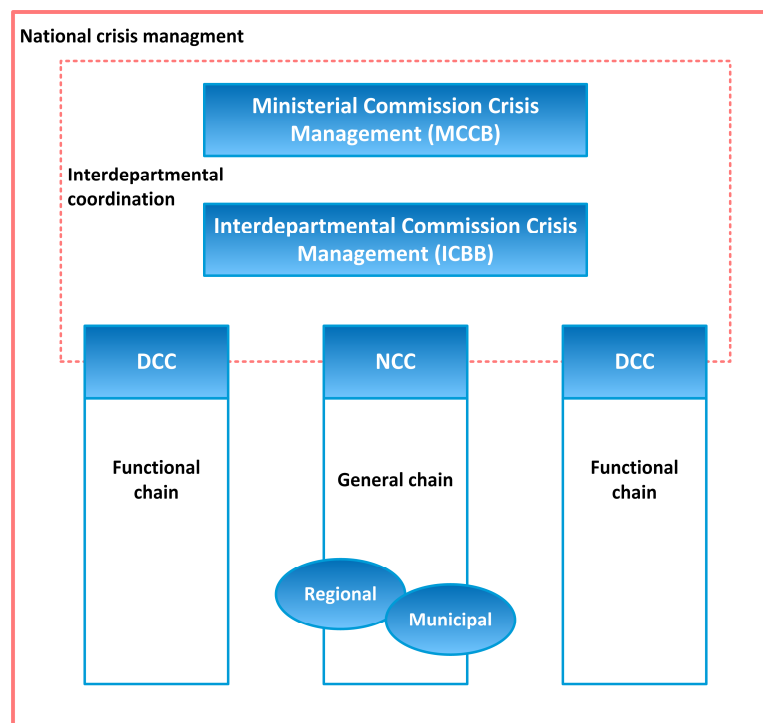 National crisis managment
Ministerial Commission Crisis
Management (MCCB)
Interdepartmental
coordination
Interdepartmental Commission Crisis
Management (ICBB)
DCC
NCC
DCC
Functional
chain
General chain
Functional
chain
Regional
Municipal